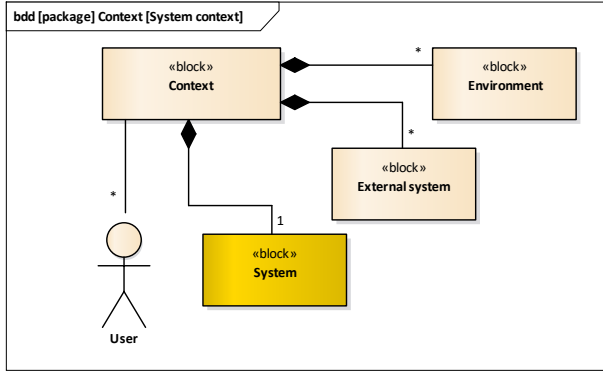 bdd [package] Context [System context]
«block»
Context
*
«block»
Environment
*
«block»
External system
*
1
«block»
System
User